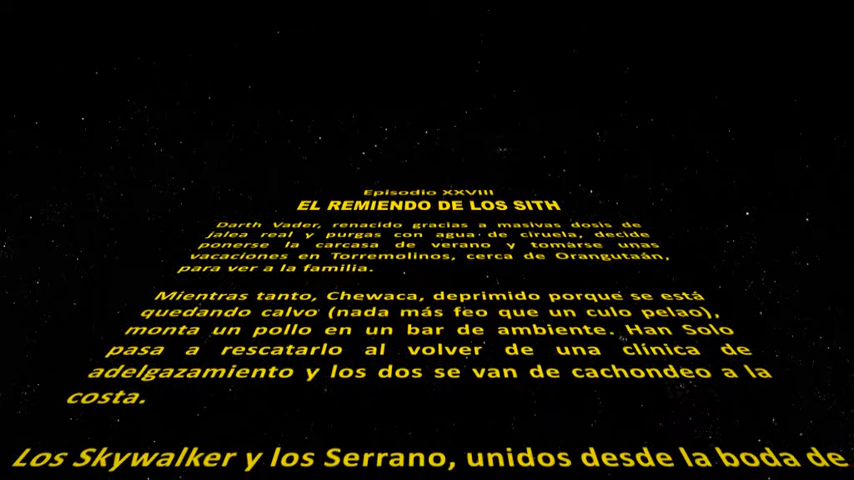 Episodio XXVIII
EL REMIENDO DE LOS SITH
Darth Vader, renacido gracias a masivas dosis de
jalea real y purgas con agua de ciruela, decide
ponerse la carcasa de verano y tomarse unas
vacaciones en Torremolinos, cerca de Orangutaán,
para ver a la familia.
Mientras tanto, Chewaca, deprimido porque se está
quedando calvo (nada más feo que un culo pelao),
monta un pollo en un bar de ambiente. Han Solo
pasa a rescatarlo al volver de una clínica de
adelgazamiento y los dos se van de cachondeo a la
costa.
Los Skywalker y los Serrano, unidos desde la boda de